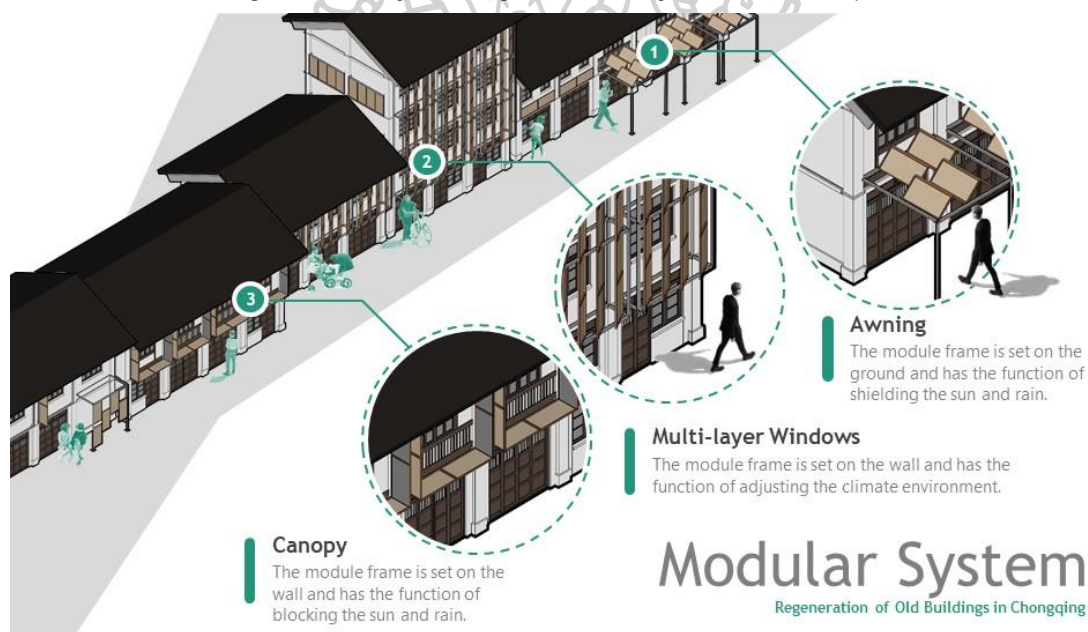 1
2
3
Awning
The module frame is set on the
ground and has the function of
shielding the sun and rain.
Multi-layer Windows
The module frame is set on the wall and has the
function of adjusting the climate environment.
Canopy
The module frame is set on the
wall and has the function of
blocking the sun and rain.
Modular System
Regeneration of Old Buildings in Chongqing